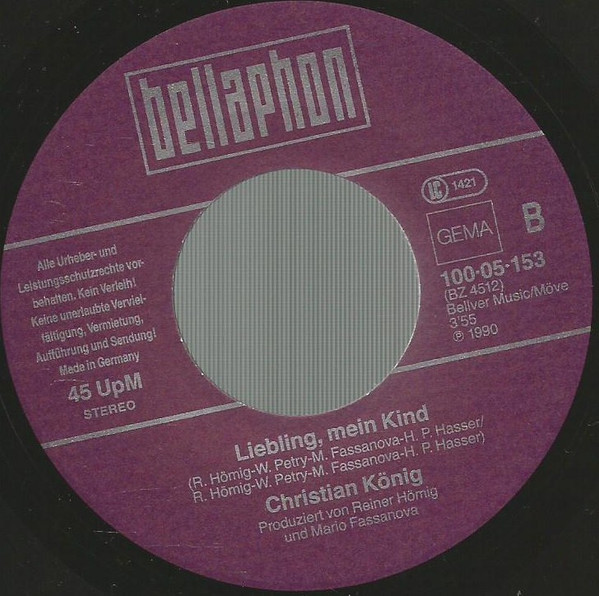 bellaphon
LC 1421
GEMA
B
100·05·153
(BZ 4512)
Bellver Music/Möve
3'55
℗ 1990
Alle Urheber- und
Leistungsschutzrechte vor-
behalten. Kein Verleih!
Keine unerlaubte Verviel-
fältigung, Vermietung,
Aufführung und Sendung!
Made in Germany
45 UpM
STEREO
Liebling, mein Kind
(R. Hömig-W. Petry-M. Fassanova-H. P. Hasser/
R. Hömig-W. Petry-M. Fassanova-H. P. Hasser)
Christian König
Produziert von Reiner Hömig
und Mario Fassanova